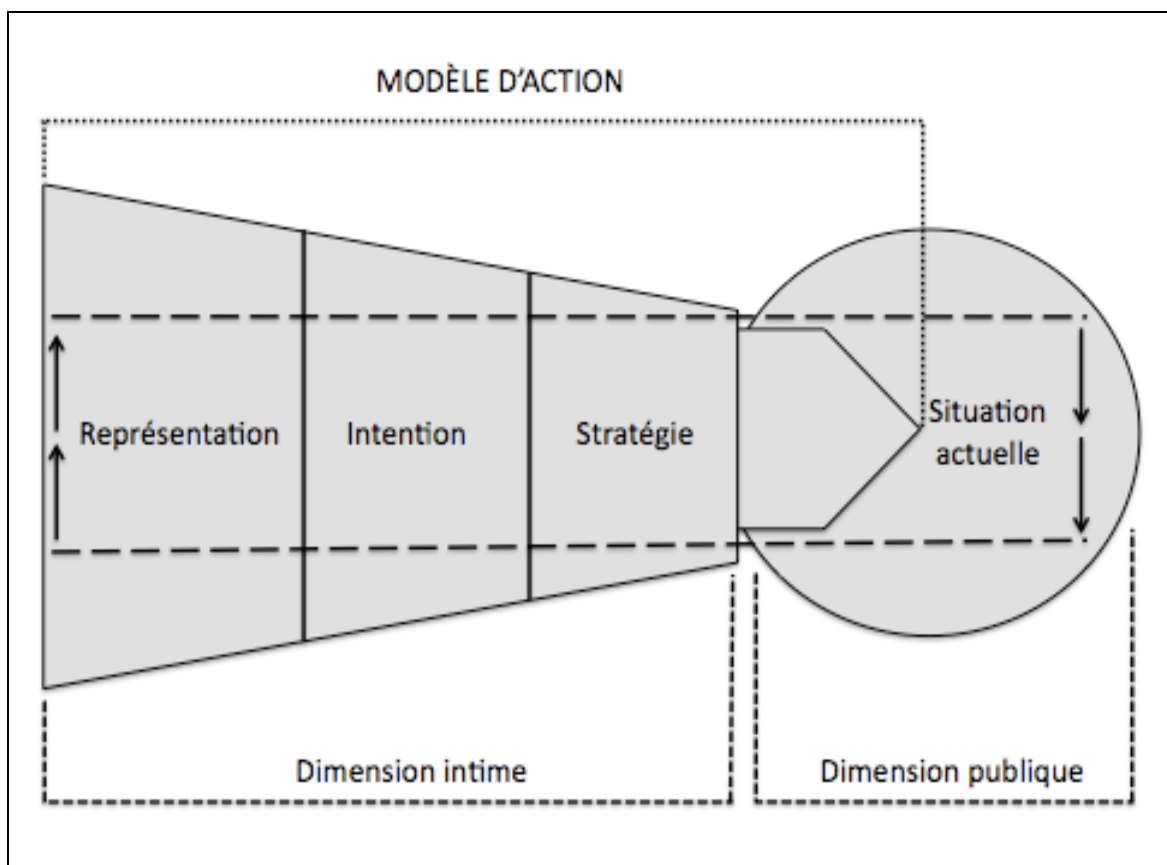 MODÈLE D'ACTION
Représentation
Intention
Stratégie
Situation
actuelle
Dimension intime
Dimension publique